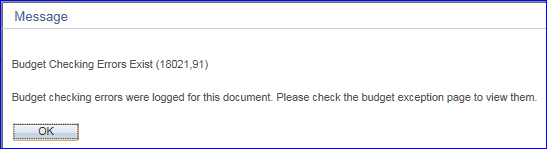 Message
Budget Checking Errors Exist (18021,91)
Budget checking errors were logged for this document. Please check the budget exception page to view them.
OK